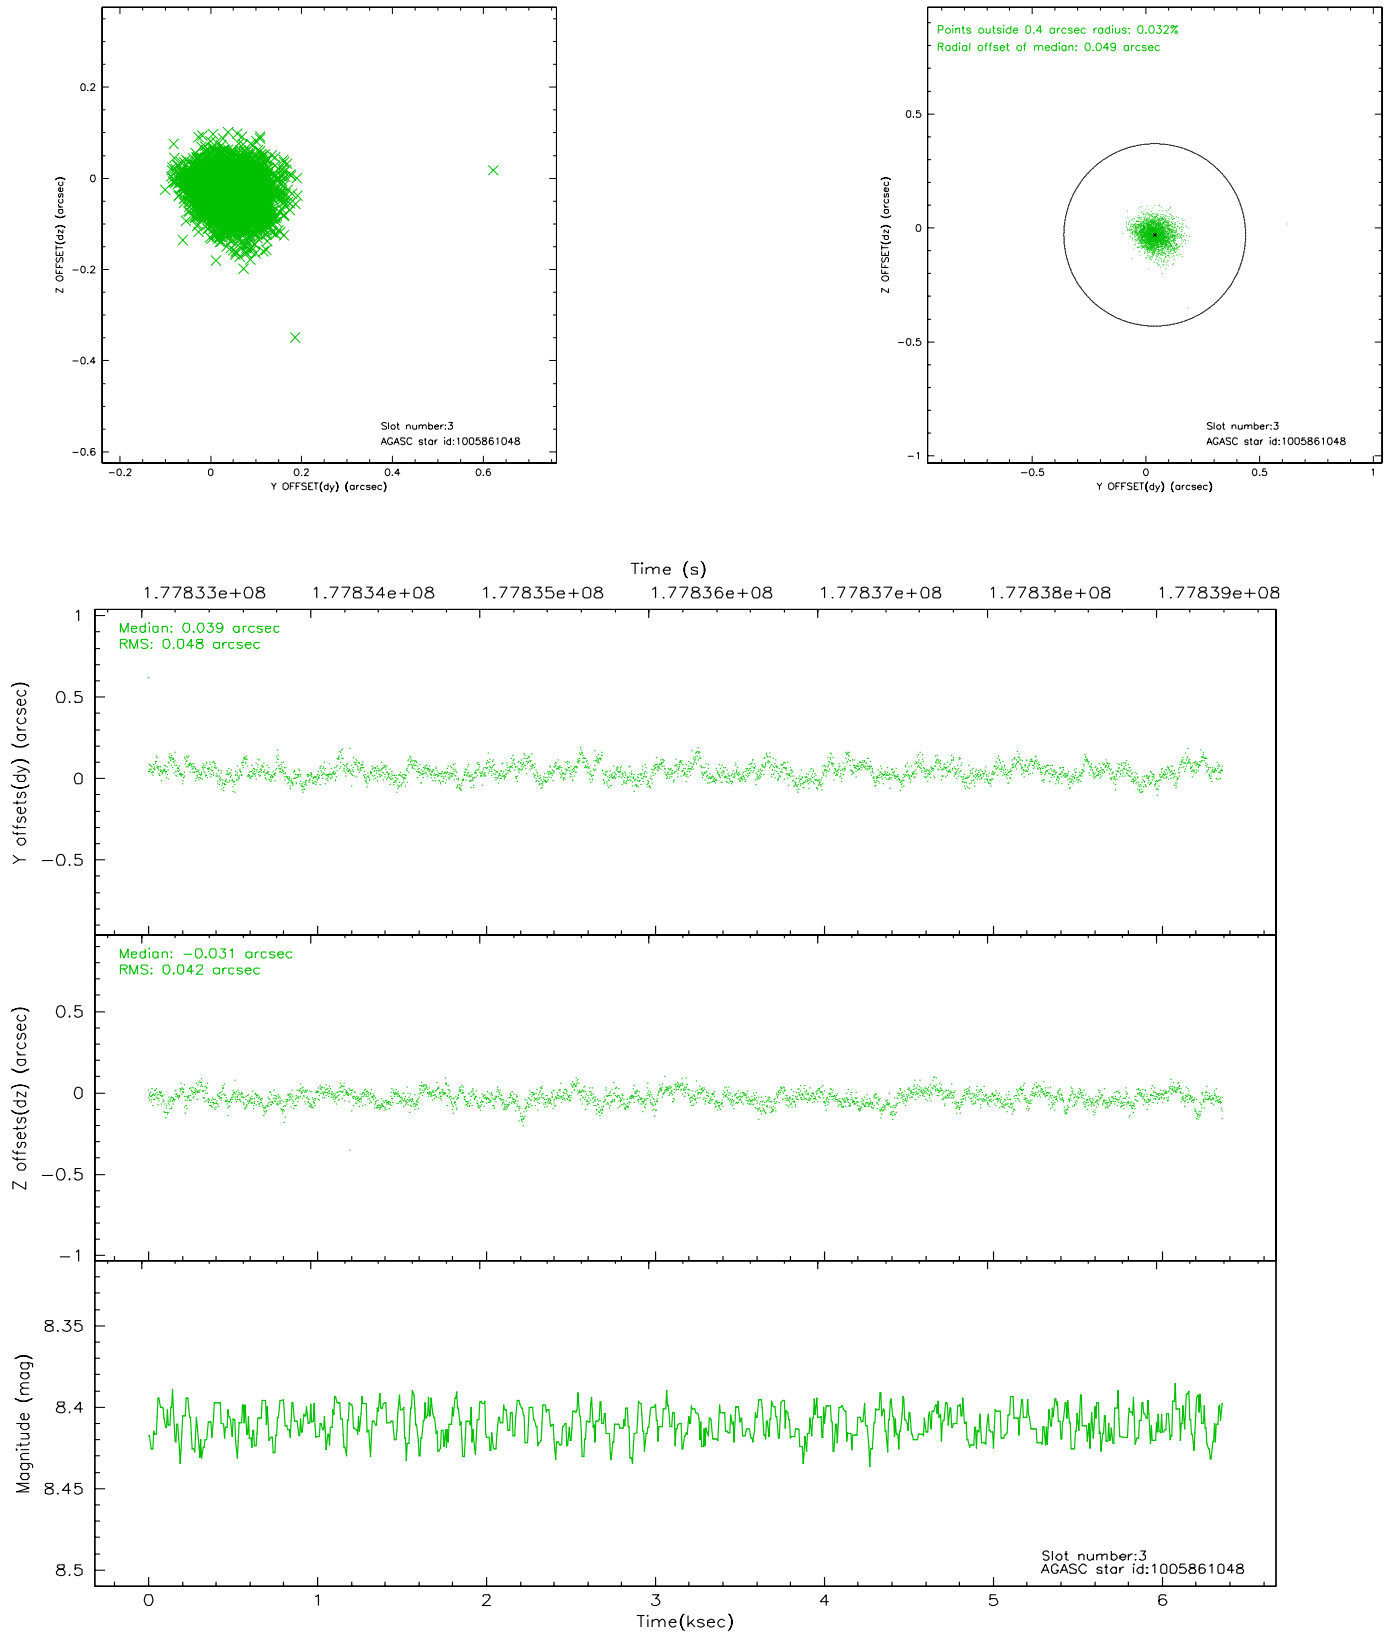 0.2
0
-0.2
-0.4
-0.6
Z OFFSET(dz) (arcsec)
Slot number:3
AGASC star id:1005861048
-0.2 0 0.2 0.4 0.6
Y OFFSET(dy) (arcsec)
Points outside 0.4 arcsec radius: 0.032%
Radial offset of median: 0.049 arcsec
0.5
0
-0.5
-1
Z OFFSET(dz) (arcsec)
Slot number:3
AGASC star id:1005861048
-0.5 0 0.5 1
Y OFFSET(dy) (arcsec)
Time (s)
1.77833e+08 1.77834e+08 1.77835e+08 1.77836e+08 1.77837e+08 1.77838e+08 1.77839e+08
Median: 0.039 arcsec
RMS: 0.048 arcsec
1
0.5
0
-0.5
Y offsets(dy) (arcsec)
Median: -0.031 arcsec
RMS: 0.042 arcsec
0.5
0
-0.5
-1
Z offsets(dz) (arcsec)
8.35
8.4
8.45
8.5
Magnitude (mag)
Slot number:3
AGASC star id:1005861048
0 1 2 3 4 5 6
Time(ksec)